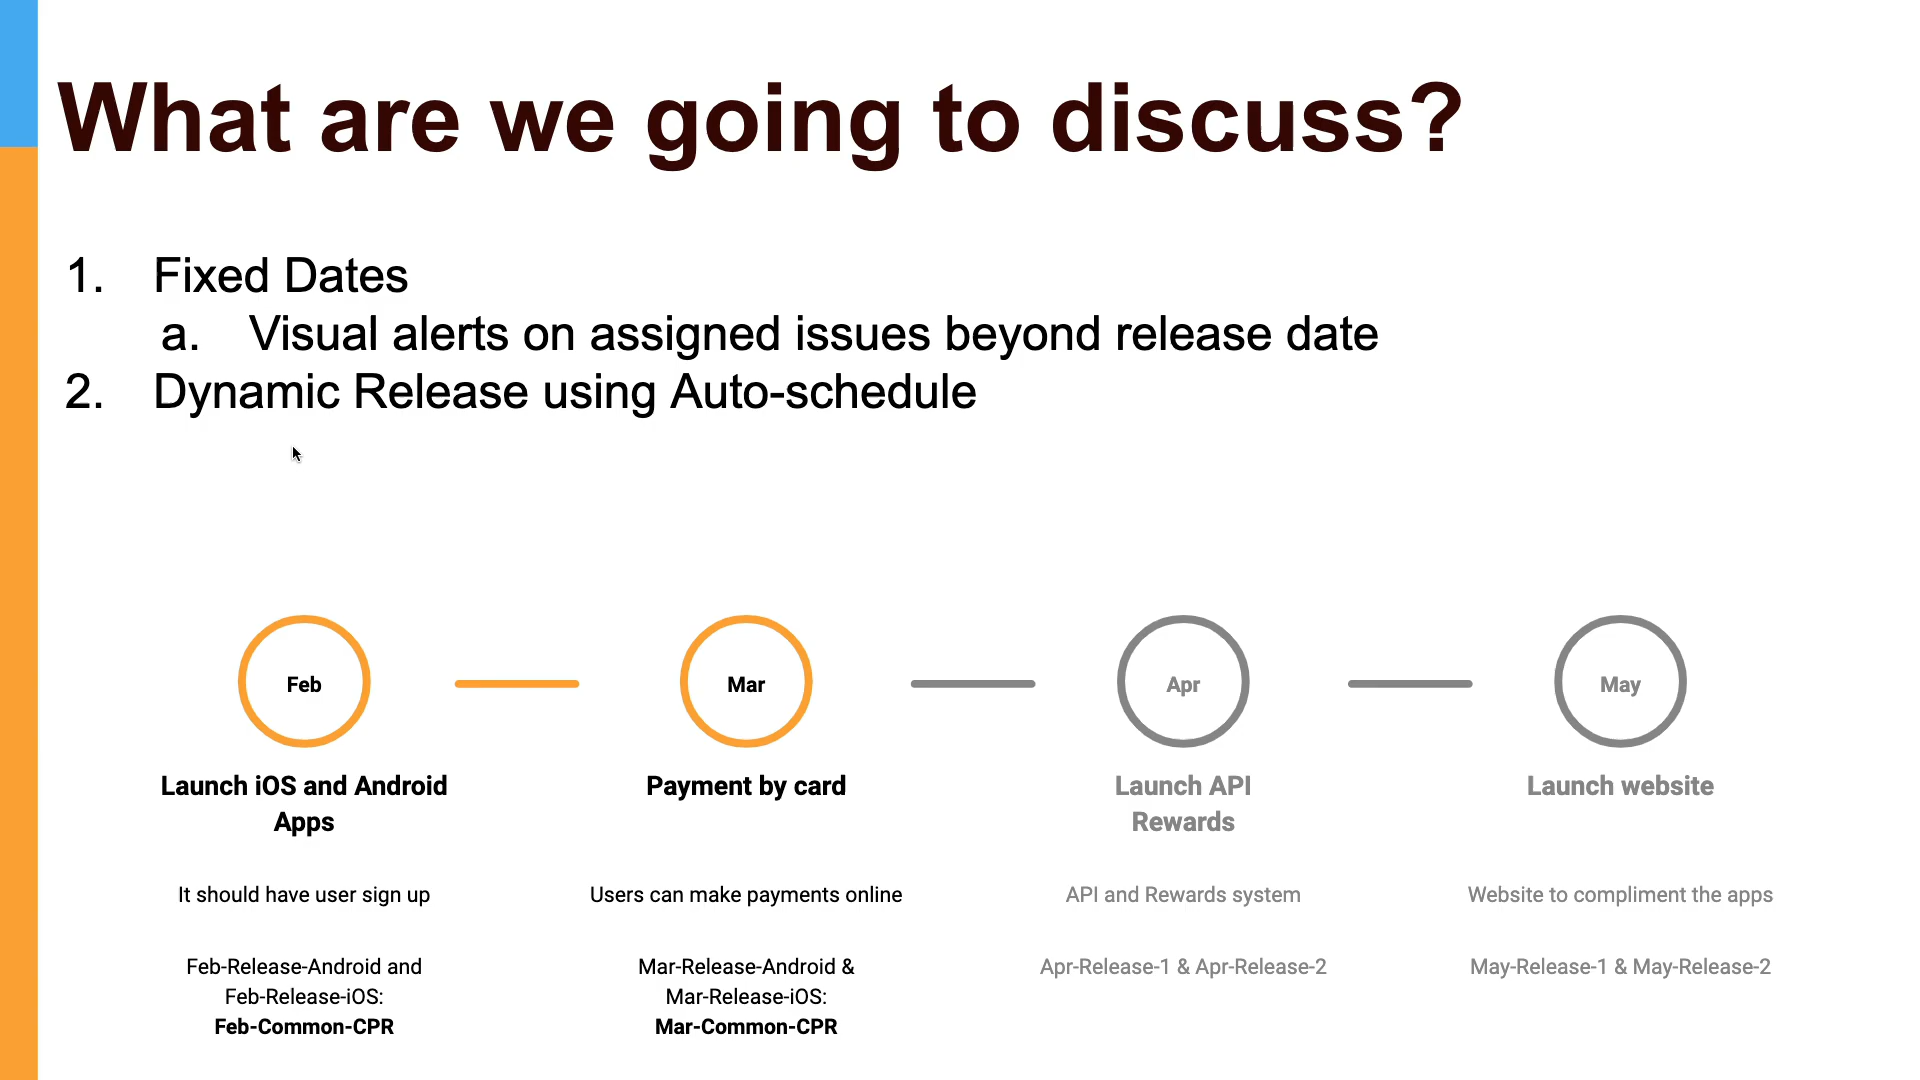 What are we going to discuss?
1. Fixed Dates
a. Visual alerts on assigned issues beyond release date
2. Dynamic Release using Auto-schedule
Feb
Launch iOS and Android
Apps
It should have user sign up
Feb-Release-Android and
Feb-Release-iOS:
Feb-Common-CPR
Mar
Payment by card
Users can make payments online
Mar-Release-Android &
Mar-Release-iOS:
Mar-Common-CPR
Apr
Launch API
Rewards
API and Rewards system
Apr-Release-1 & Apr-Release-2
May
Launch website
Website to compliment the apps
May-Release-1 & May-Release-2